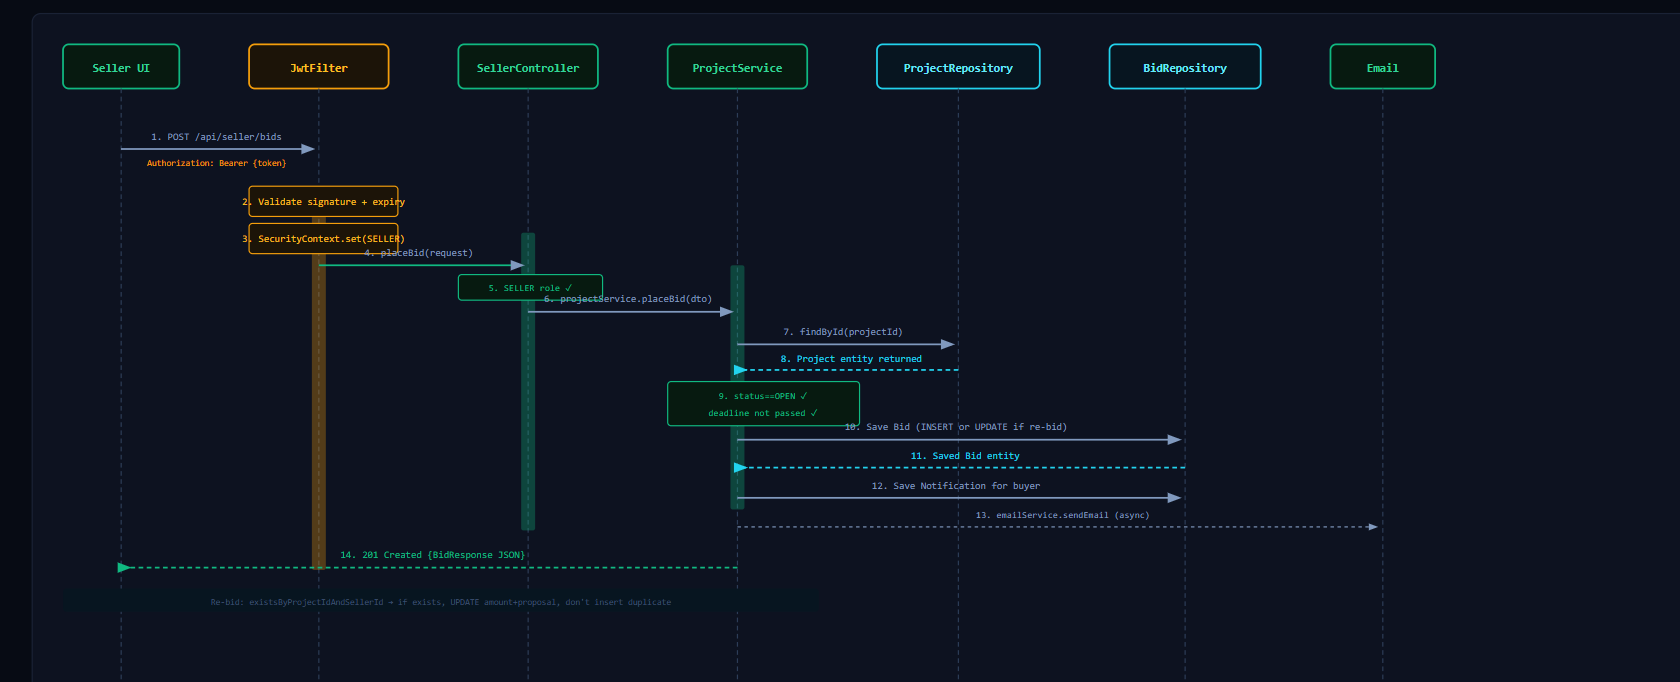 Seller UI
JwtFilter
SellerController
ProjectService
ProjectRepository
BidRepository
Email
1. POST /api/seller/bids
Authorization: Bearer {token}
2. Validate signature + expiry
3. SecurityContext.set(SELLER)
4. placeBid(request)
5. SELLER role ✓
6. projectService.placeBid(dto)
7. findById(projectId)
8. Project entity returned
9. status==OPEN ✓
deadline not passed ✓
10. Save Bid (INSERT or UPDATE if re-bid)
11. Saved Bid entity
12. Save Notification for buyer
13. emailService.sendEmail (async)
14. 201 Created {BidResponse JSON}
Re-bid: existsByProjectIdAndSellerId → if exists, UPDATE amount+proposal, don't insert duplicate